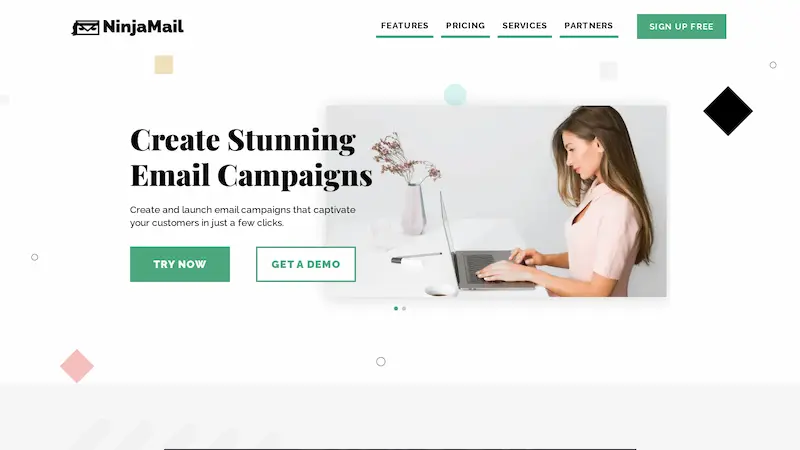 NinjaMail
FEATURES
PRICING
SERVICES
PARTNERS
SIGN UP FREE
Create Stunning
Email Campaigns
Create and launch email campaigns that captivate
your customers in just a few clicks.
TRY NOW
GET A DEMO